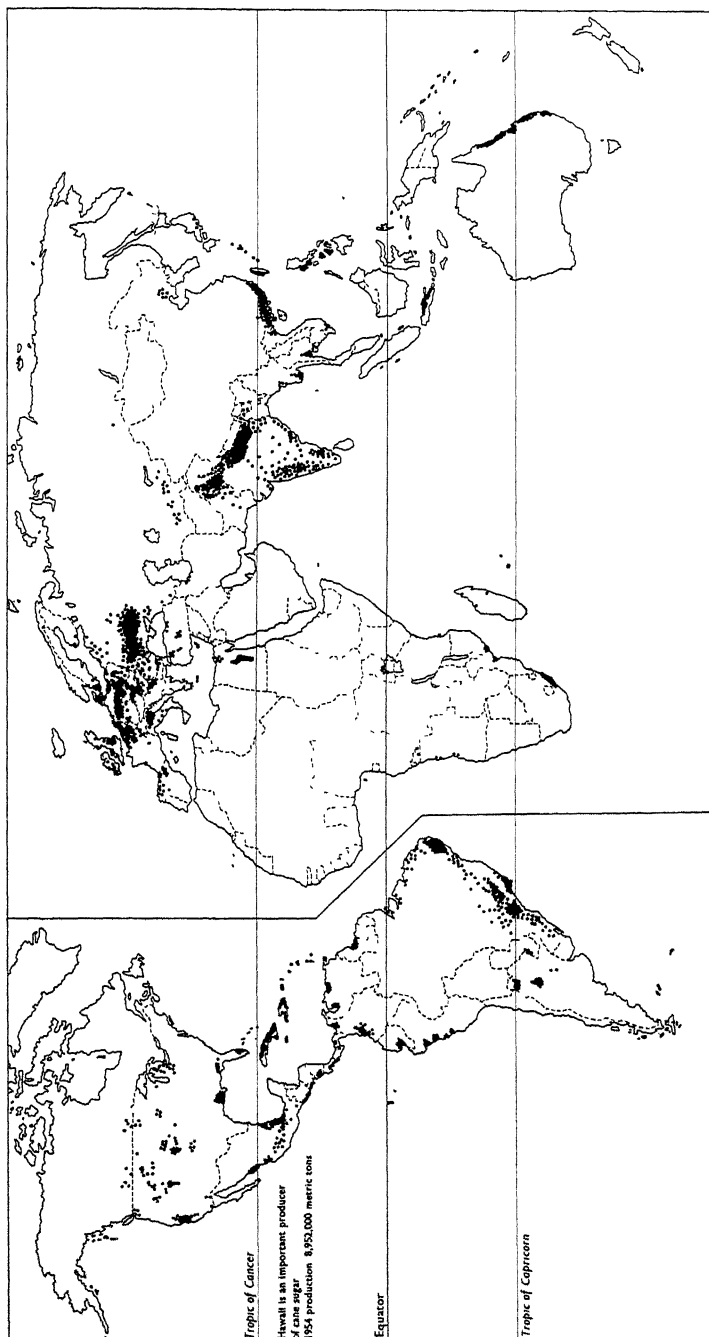 Tropic of Cancer
Hawaii is an important producer
of cane sugar
1954 production 8,952,000 metric tons
Equator
Tropic of Capricorn